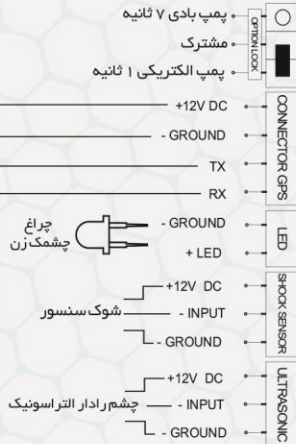 پمپ بادی ۷ ثانیه
مشترک
پمپ الکتریکی ۱ ثانیه
OPTION LOCK
+12V DC
- GROUND
TX
RX
CONNECTOR GPS
- GROUND
+ LED
چراغ
چشمک زن
LED
+12V DC
- INPUT
- GROUND
شوک سنسور
SHOCK SENSOR
+12V DC
- INPUT
- GROUND
چشم رادار التراسونیک
ULTRASONIC